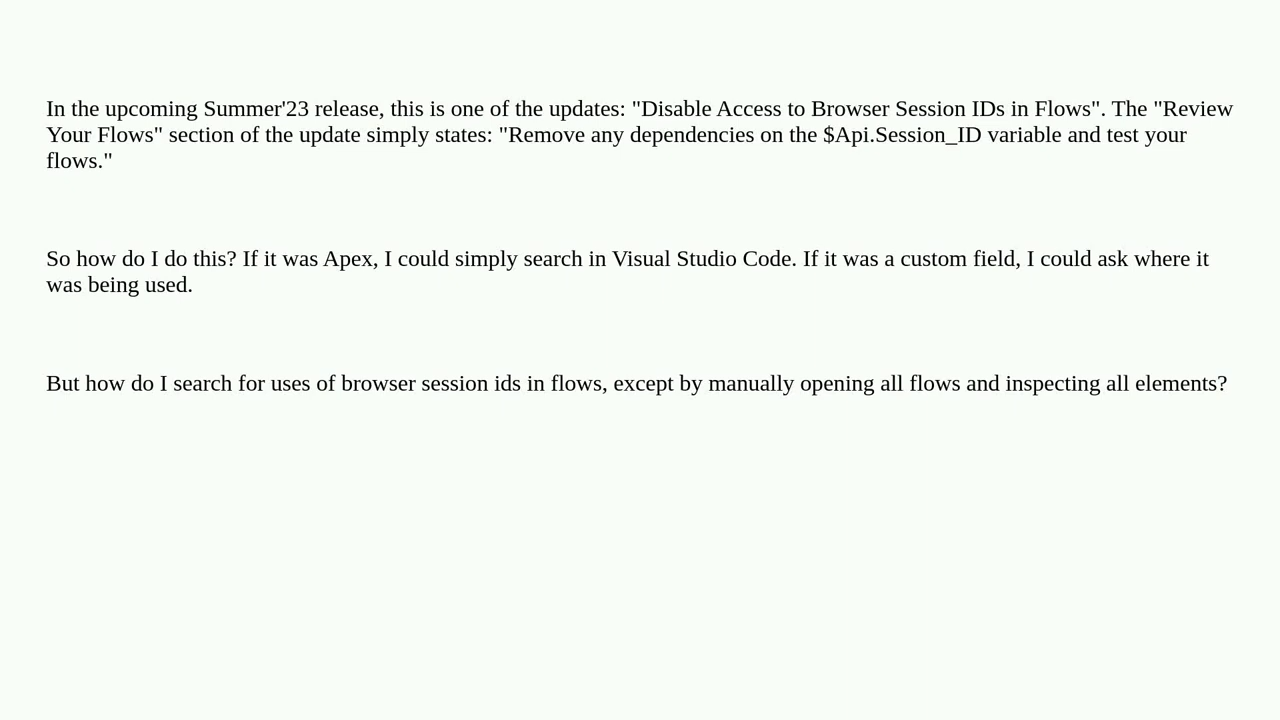 In the upcoming Summer'23 release, this is one of the updates: "Disable Access to Browser Session IDs in Flows". The "Review
Your Flows" section of the update simply states: "Remove any dependencies on the $Api.Session_ID variable and test your
flows."
So how do I do this? If it was Apex, I could simply search in Visual Studio Code. If it was a custom field, I could ask where it
was being used.
But how do I search for uses of browser session ids in flows, except by manually opening all flows and inspecting all elements?